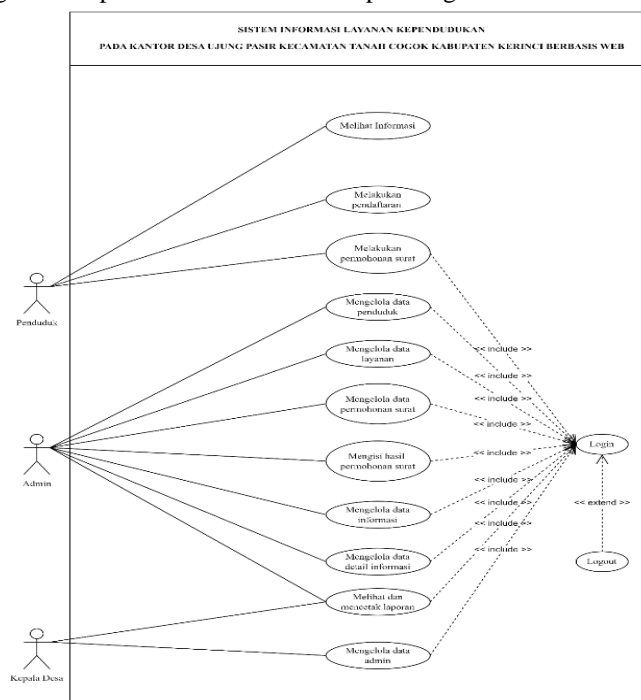 SISTEM INFORMASI LAYANAN KEPENDUDUKAN
PADA KANTOR DESA UJUNG PASIR KECAMATAN TANAH COGOK KABUPATEN KERINCI BERBASIS WEB
Melihat Informasi
Melakukan
pendaftaran
Melakukan
permohonan surat
Penduduk
Mengelola data
penduduk
<< include >>
Mengelola data
layanan
<< include >>
Mengelola data
permohonan surat
<< include >>
<< include >>
Login
Admin
Mengisi hasil
permohonan surat
<< include >>
<< include >>
Mengelola data
informasi
<< extend >>
<< include >>
Mengelola data
detail informasi
<< include >>
Logout
Melihat dan
mencetak laporan
Kepala Desa
Mengelola data
admin